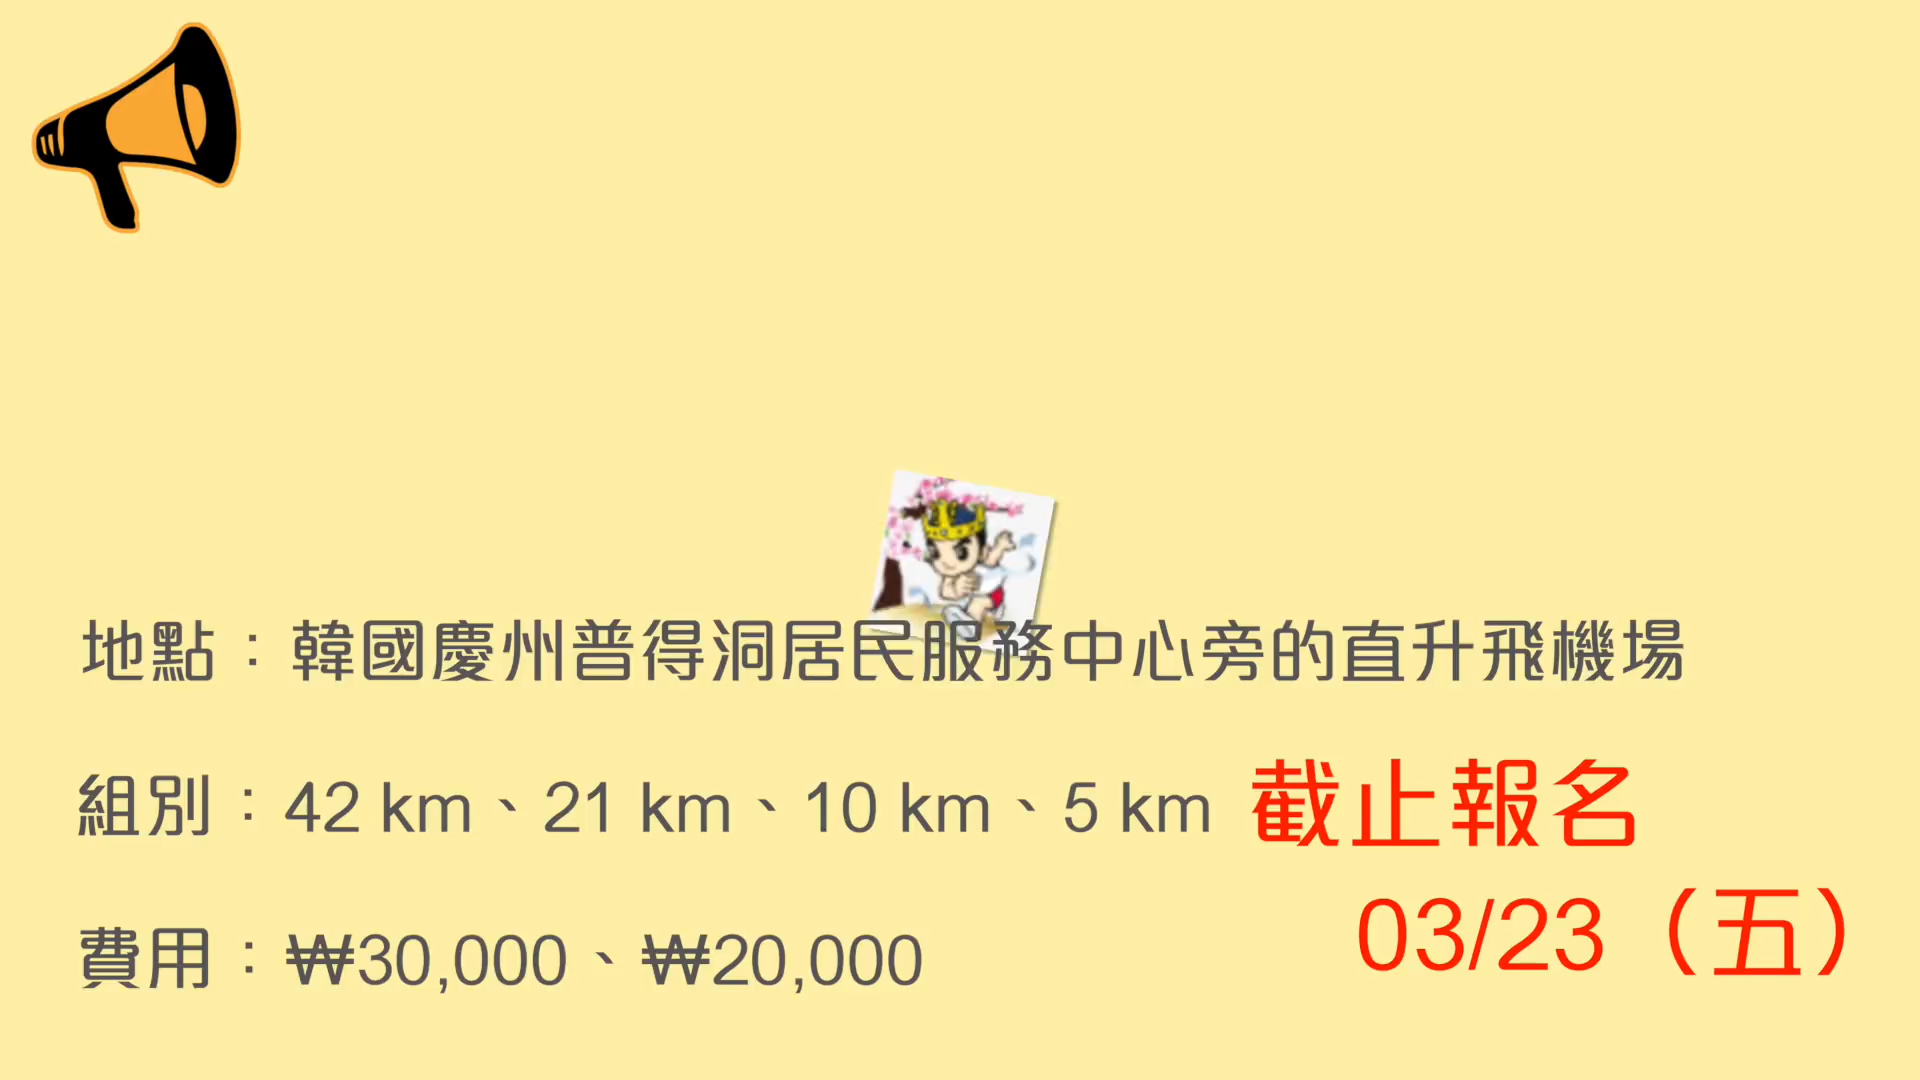 地點：韓國慶州普得洞居民服務中心旁的直升飛機場
組別：42 km、21 km、10 km、5 km
截止報名
費用：₩30,000、₩20,000
03/23（五）